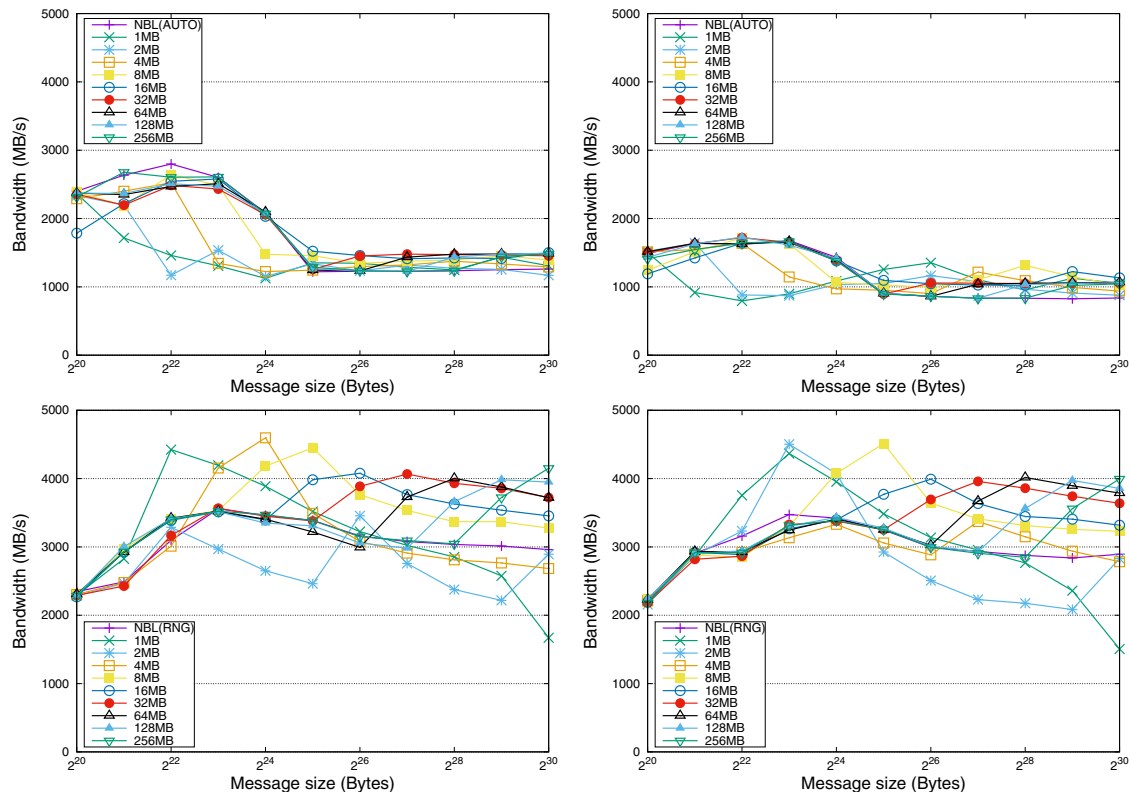 5000
4000
3000
2000
1000
0
Bandwidth (MB/s)
2^20 2^22 2^24 2^26 2^28 2^30
Message size (Bytes)
NBL(AUTO)
1MB
2MB
4MB
8MB
16MB
32MB
64MB
128MB
256MB
5000
4000
3000
2000
1000
0
Bandwidth (MB/s)
2^20 2^22 2^24 2^26 2^28 2^30
Message size (Bytes)
NBL(AUTO)
1MB
2MB
4MB
8MB
16MB
32MB
64MB
128MB
256MB
5000
4000
3000
2000
1000
0
Bandwidth (MB/s)
2^20 2^22 2^24 2^26 2^28 2^30
Message size (Bytes)
NBL(RNG)
1MB
2MB
4MB
8MB
16MB
32MB
64MB
128MB
256MB
5000
4000
3000
2000
1000
0
Bandwidth (MB/s)
2^20 2^22 2^24 2^26 2^28 2^30
Message size (Bytes)
NBL(RNG)
1MB
2MB
4MB
8MB
16MB
32MB
64MB
128MB
256MB